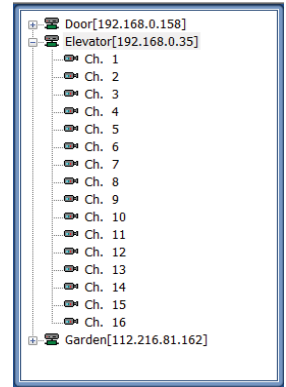 Door[192.168.0.158]
Elevator[192.168.0.35]
Ch. 1
Ch. 2
Ch. 3
Ch. 4
Ch. 5
Ch. 6
Ch. 7
Ch. 8
Ch. 9
Ch. 10
Ch. 11
Ch. 12
Ch. 13
Ch. 14
Ch. 15
Ch. 16
Garden[112.216.81.162]